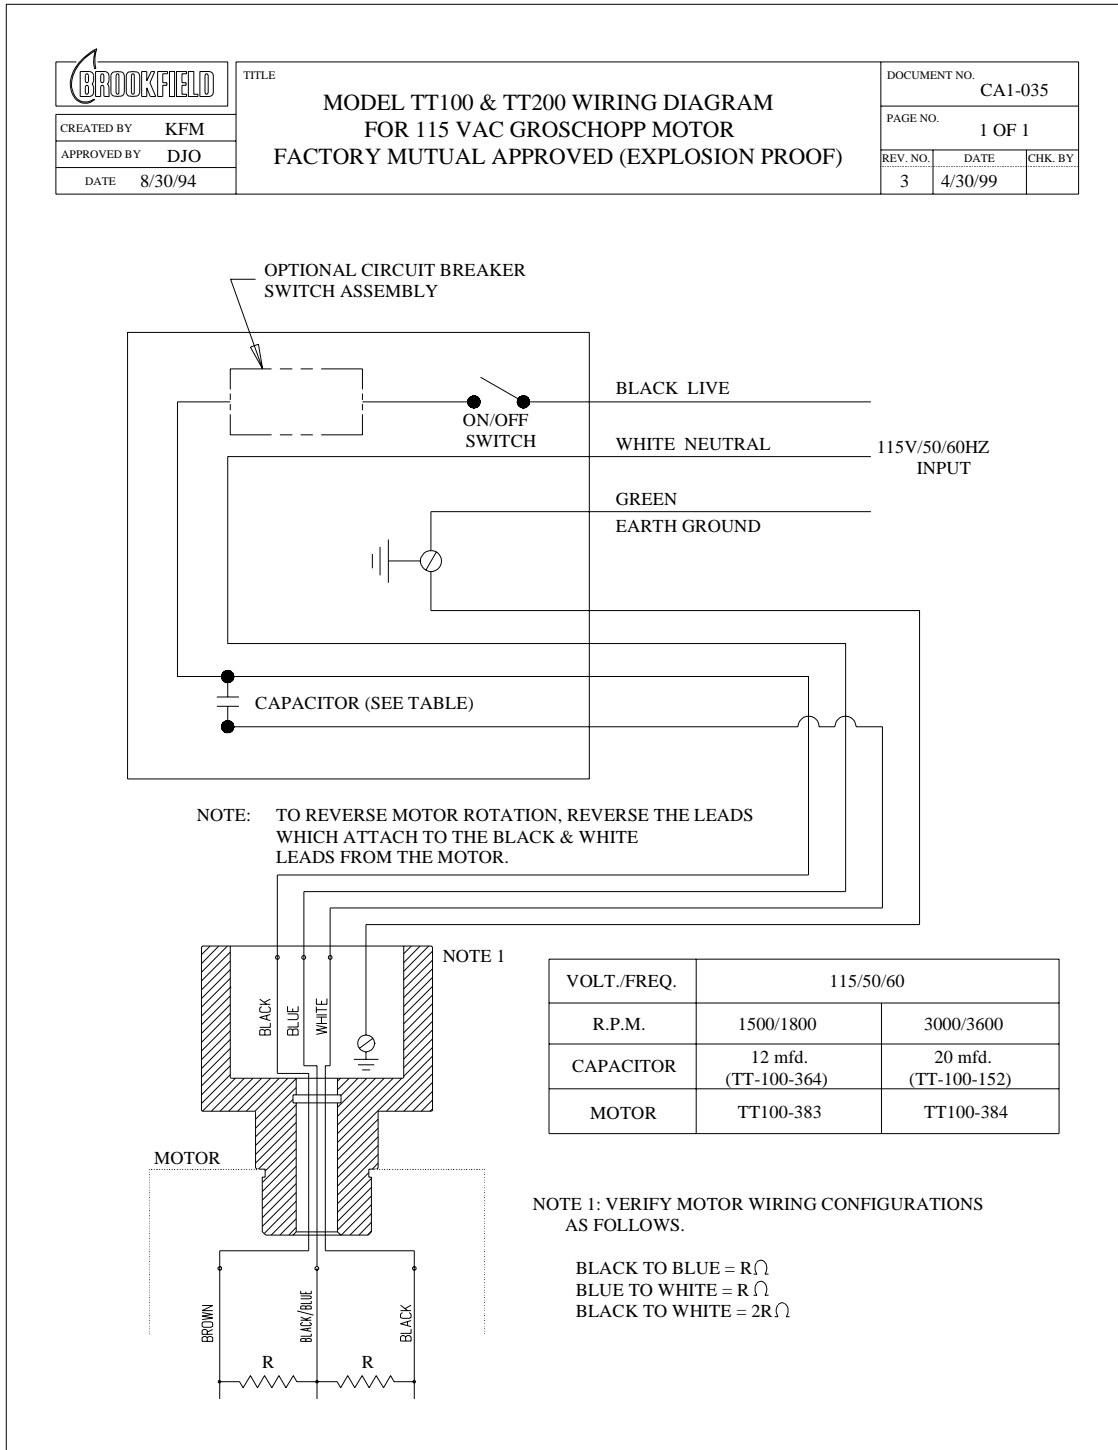 BROOKFIELD
CREATED BY KFM
APPROVED BY DJO
DATE 8/30/94
TITLE
MODEL TT100 & TT200 WIRING DIAGRAM
FOR 115 VAC GROSCHOPP MOTOR
FACTORY MUTUAL APPROVED (EXPLOSION PROOF)
DOCUMENT NO.
CA1-035
PAGE NO.
1 OF 1
REV. NO. DATE CHK. BY
3 4/30/99
OPTIONAL CIRCUIT BREAKER
SWITCH ASSEMBLY
BLACK LIVE
ON/OFF
SWITCH
WHITE NEUTRAL
115V/50/60HZ
INPUT
GREEN
EARTH GROUND
CAPACITOR (SEE TABLE)
NOTE: TO REVERSE MOTOR ROTATION, REVERSE THE LEADS
WHICH ATTACH TO THE BLACK & WHITE
LEADS FROM THE MOTOR.
NOTE 1
BLACK
BLUE
WHITE
VOLT./FREQ. 115/50/60
R.P.M. 1500/1800 3000/3600
CAPACITOR 12 mfd. 20 mfd.
(TT-100-364) (TT-100-152)
MOTOR TT100-383 TT100-384
MOTOR
NOTE 1: VERIFY MOTOR WIRING CONFIGURATIONS
AS FOLLOWS.
BLACK TO BLUE = RΩ
BLUE TO WHITE = R Ω
BLACK TO WHITE = 2RΩ
BROWN
BLACK/BLUE
BLACK
R R